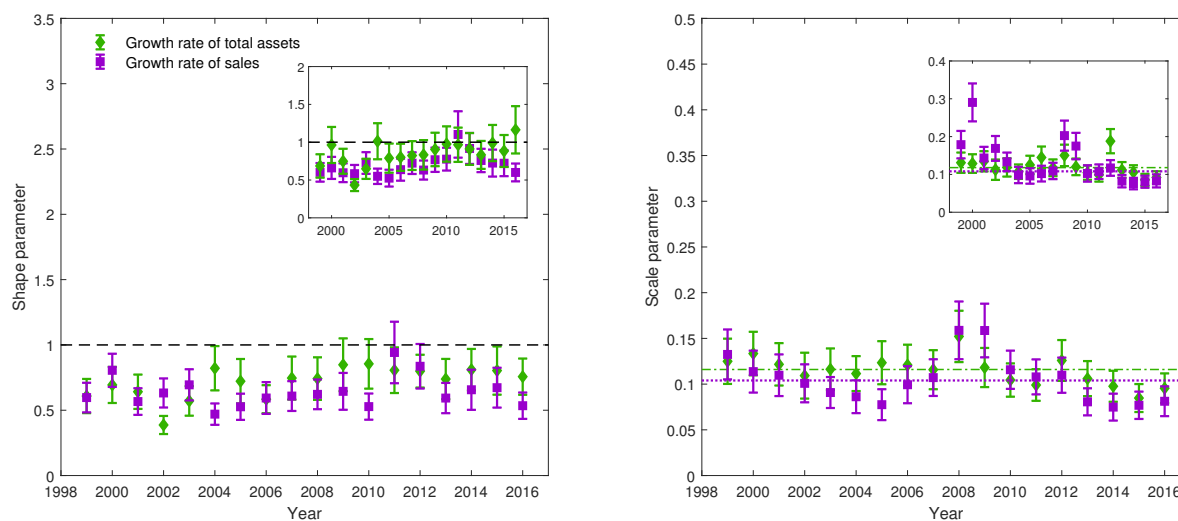 3.5
3
2.5
2
1.5
1
0.5
0
Shape parameter
1998 2000 2002 2004 2006 2008 2010 2012 2014 2016
Year
Growth rate of total assets
Growth rate of sales
2
1.5
1
0.5
0
2000 2005 2010 2015
0.5
0.45
0.4
0.35
0.3
0.25
0.2
0.15
0.1
0.05
0
Scale parameter
1998 2000 2002 2004 2006 2008 2010 2012 2014 2016
Year
0.4
0.3
0.2
0.1
0
2000 2005 2010 2015